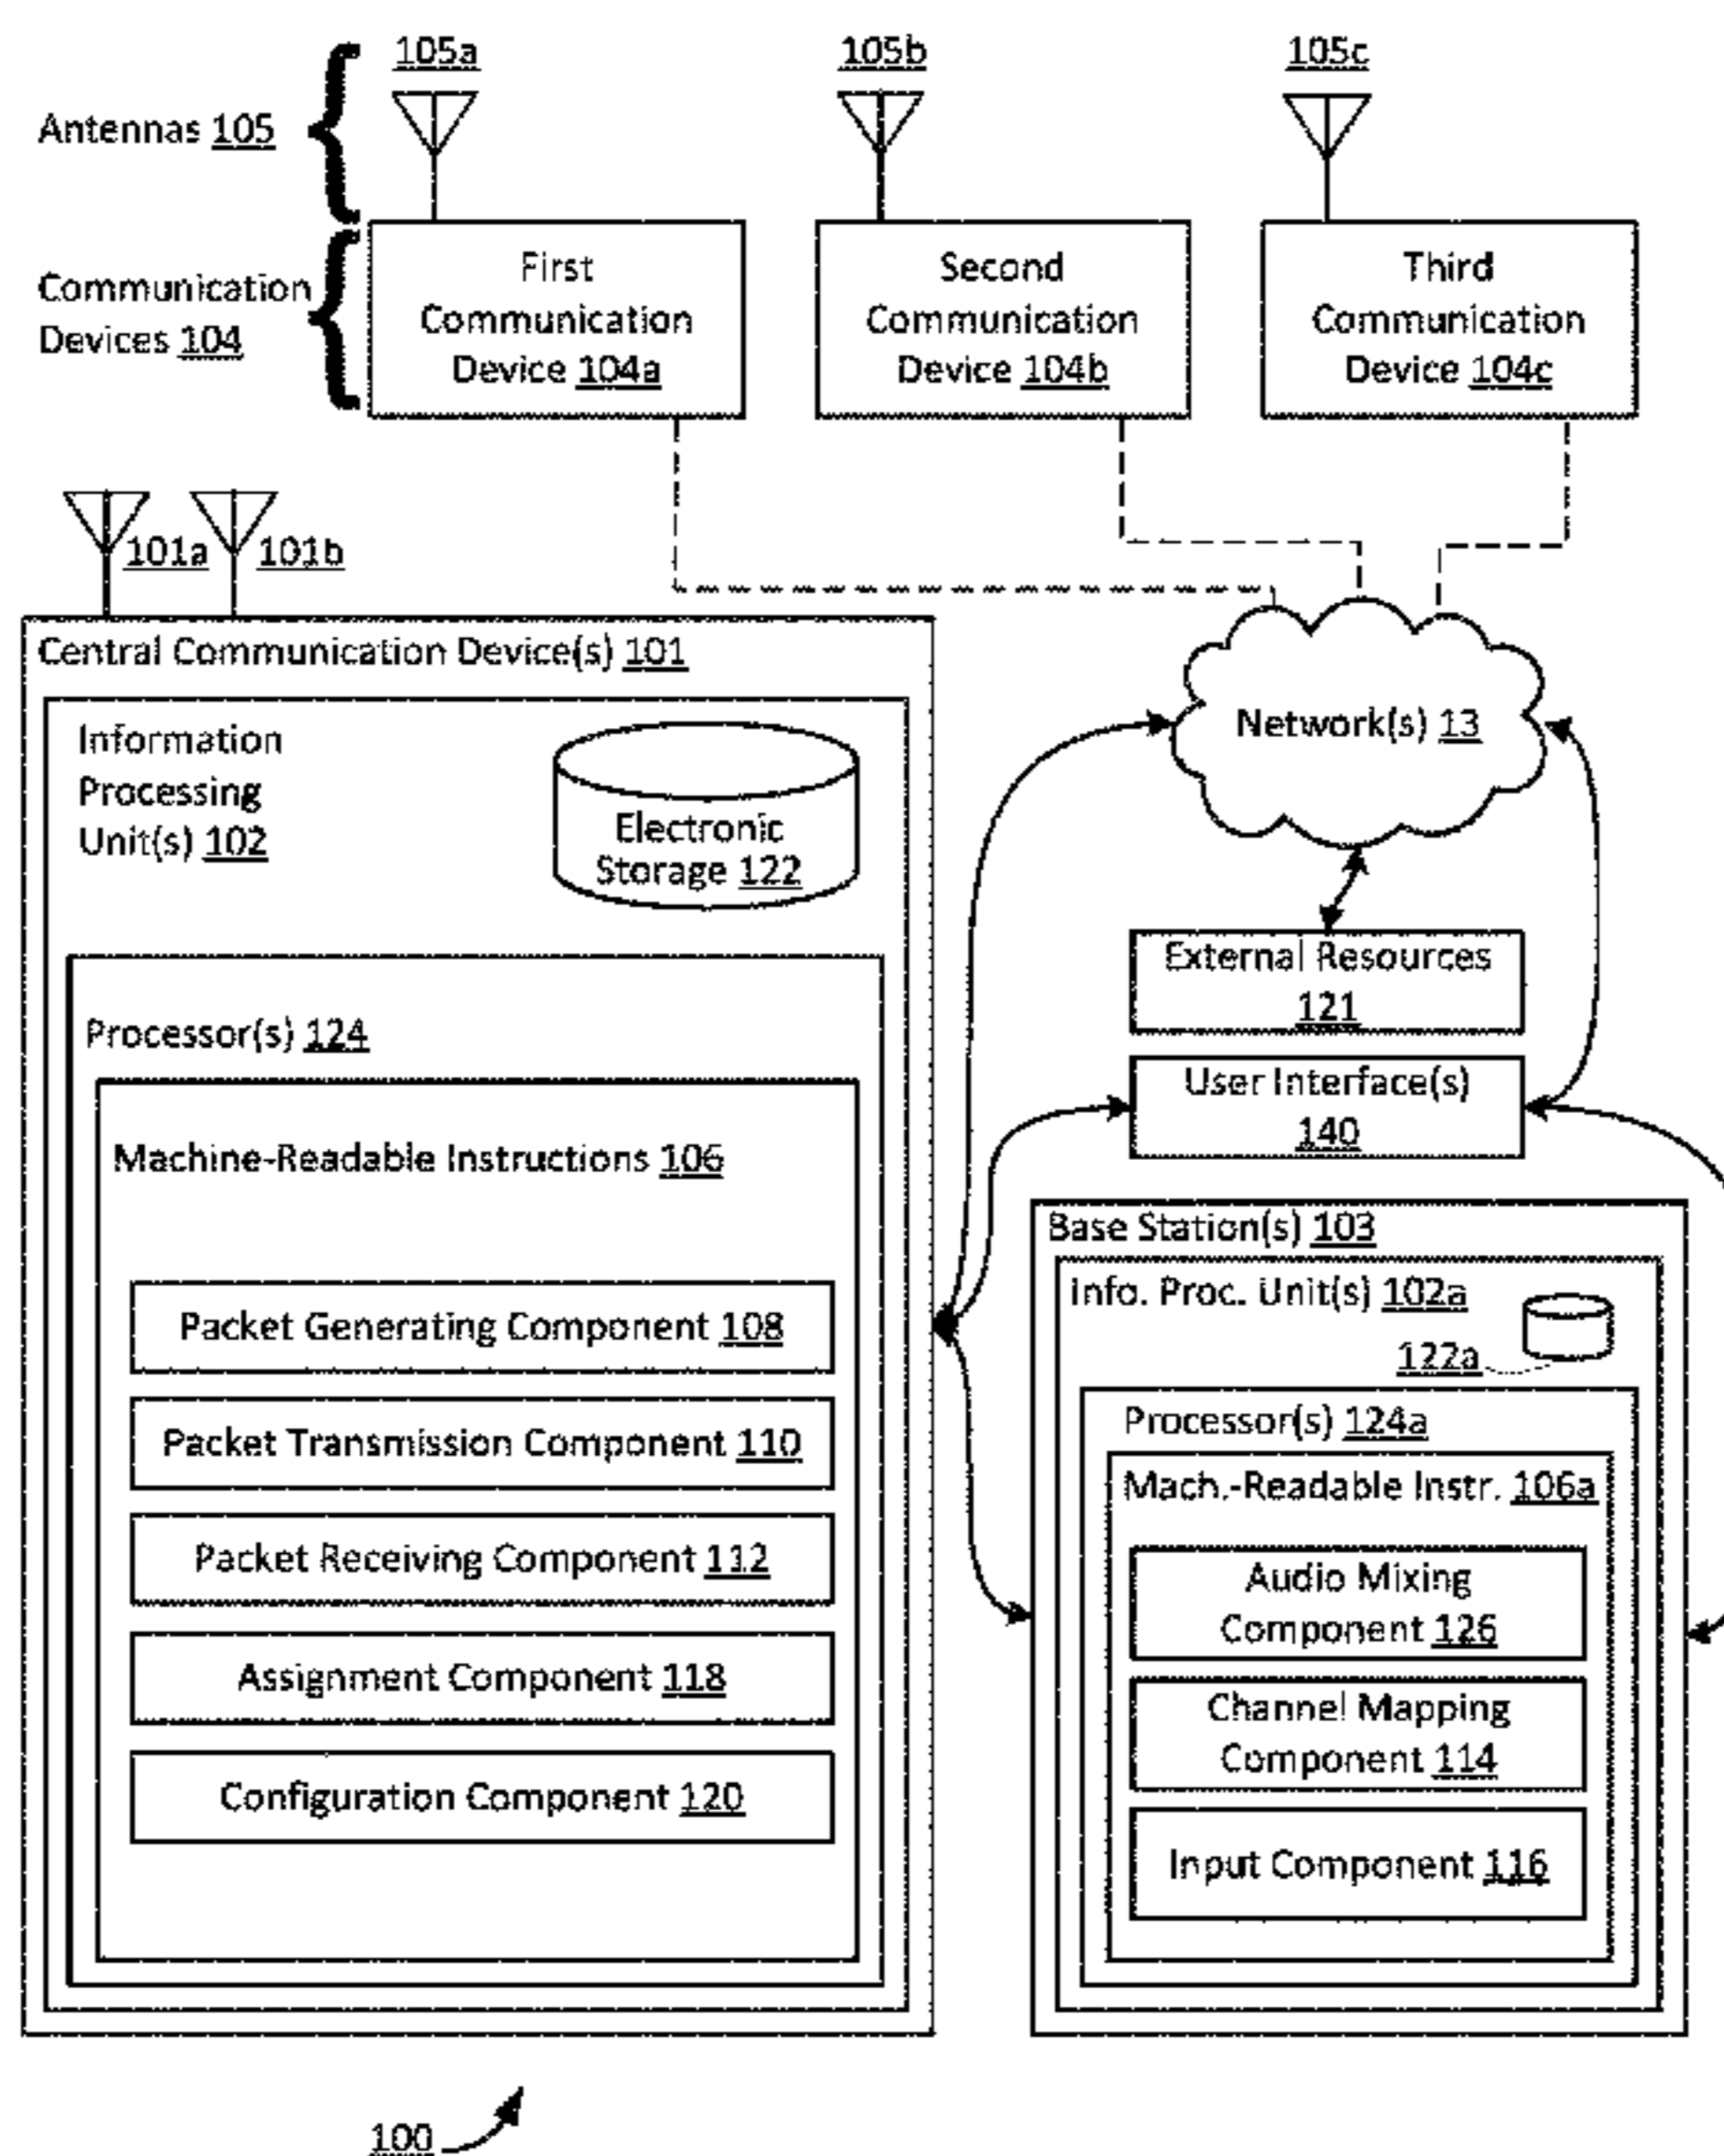 105a
105b
105c
Antennas 105
First
Communication
Device 104a
Second
Communication
Device 104b
Third
Communication
Device 104c
Communication
Devices 104
101a
101b
Central Communication Device(s) 101
Information
Processing
Unit(s) 102
Electronic
Storage 122
Network(s) 13
Processor(s) 124
External Resources
121
User Interface(s)
140
Machine-Readable Instructions 106
Packet Generating Component 108
Packet Transmission Component 110
Packet Receiving Component 112
Assignment Component 118
Configuration Component 120
Base Station(s) 103
Info. Proc. Unit(s) 102a
122a
Processor(s) 124a
Mach.-Readable Instr. 106a
Audio Mixing
Component 126
Channel Mapping
Component 114
Input Component 116
100